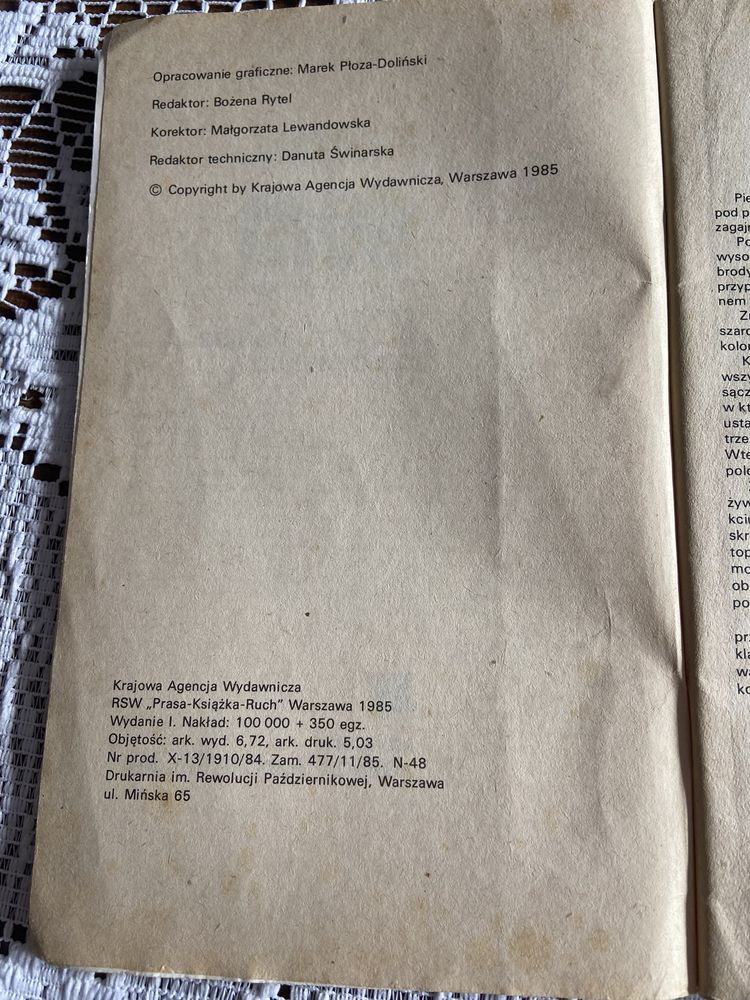 Opracowanie graficzne: Marek Płoza-Doliński
Redaktor: Bożena Rytel
Korektor: Małgorzata Lewandowska
Redaktor techniczny: Danuta Świnarska
© Copyright by Krajowa Agencja Wydawnicza, Warszawa 1985
Krajowa Agencja Wydawnicza
RSW „Prasa-Książka-Ruch” Warszawa 1985
Wydanie I. Nakład: 100 000 + 350 egz.
Objętość: ark. wyd. 6,72, ark. druk. 5,03
Nr prod. X-13/1910/84. Zam. 477/11/85. N-48
Drukarnia im. Rewolucji Październikowej, Warszawa
ul. Mińska 65
pod
nem
w